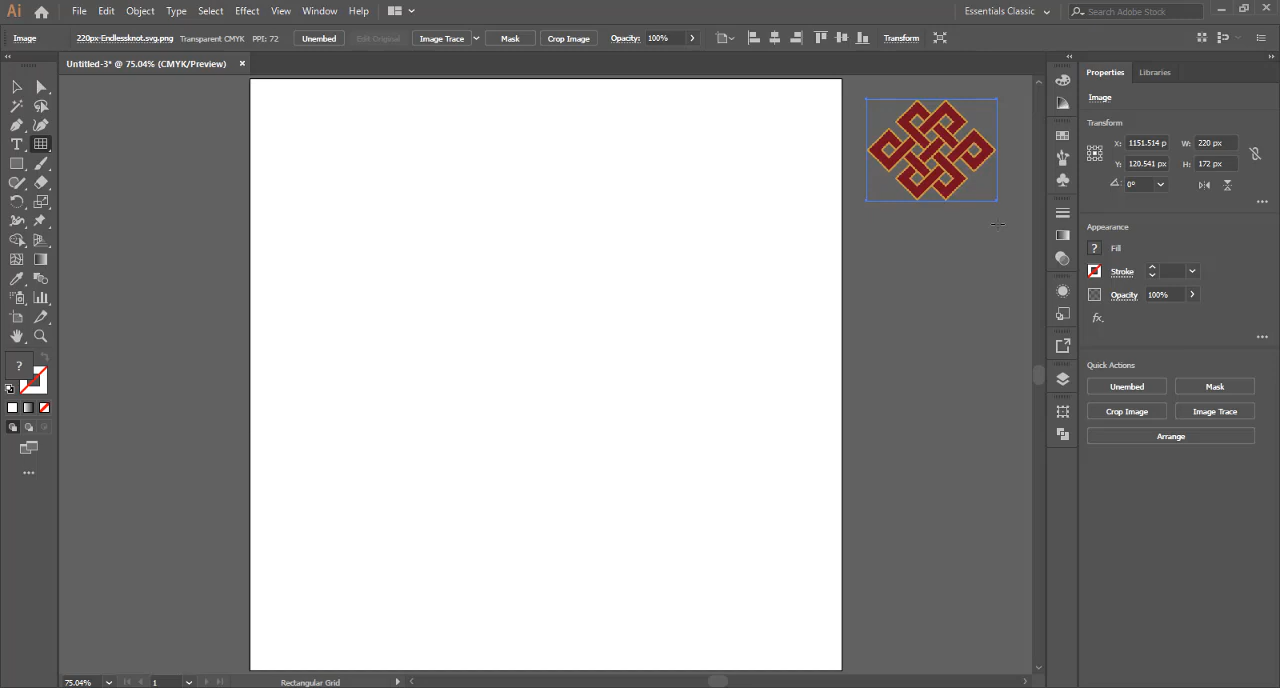 Ai File Edit Object Type Select Effect View Window Help Essentials Classic Search Adobe Stock
Image 220px-Endlessknot.svg.png Transparent CMYK PPI: 72 Unembed Edit Original Image Trace Mask Crop Image Opacity: 100% Transform
Untitled-3* @ 75.04% (CMYK/Preview)
Properties Libraries
Image
Transform
X: 1151.514 p W: 220 px
Y: 120.541 px H: 172 px
0°
Appearance
? Fill
Stroke
Opacity 100%
fx.
Quick Actions
Unembed Mask
Crop Image Image Trace
Arrange
?
75.04% 1 Rectangular Grid